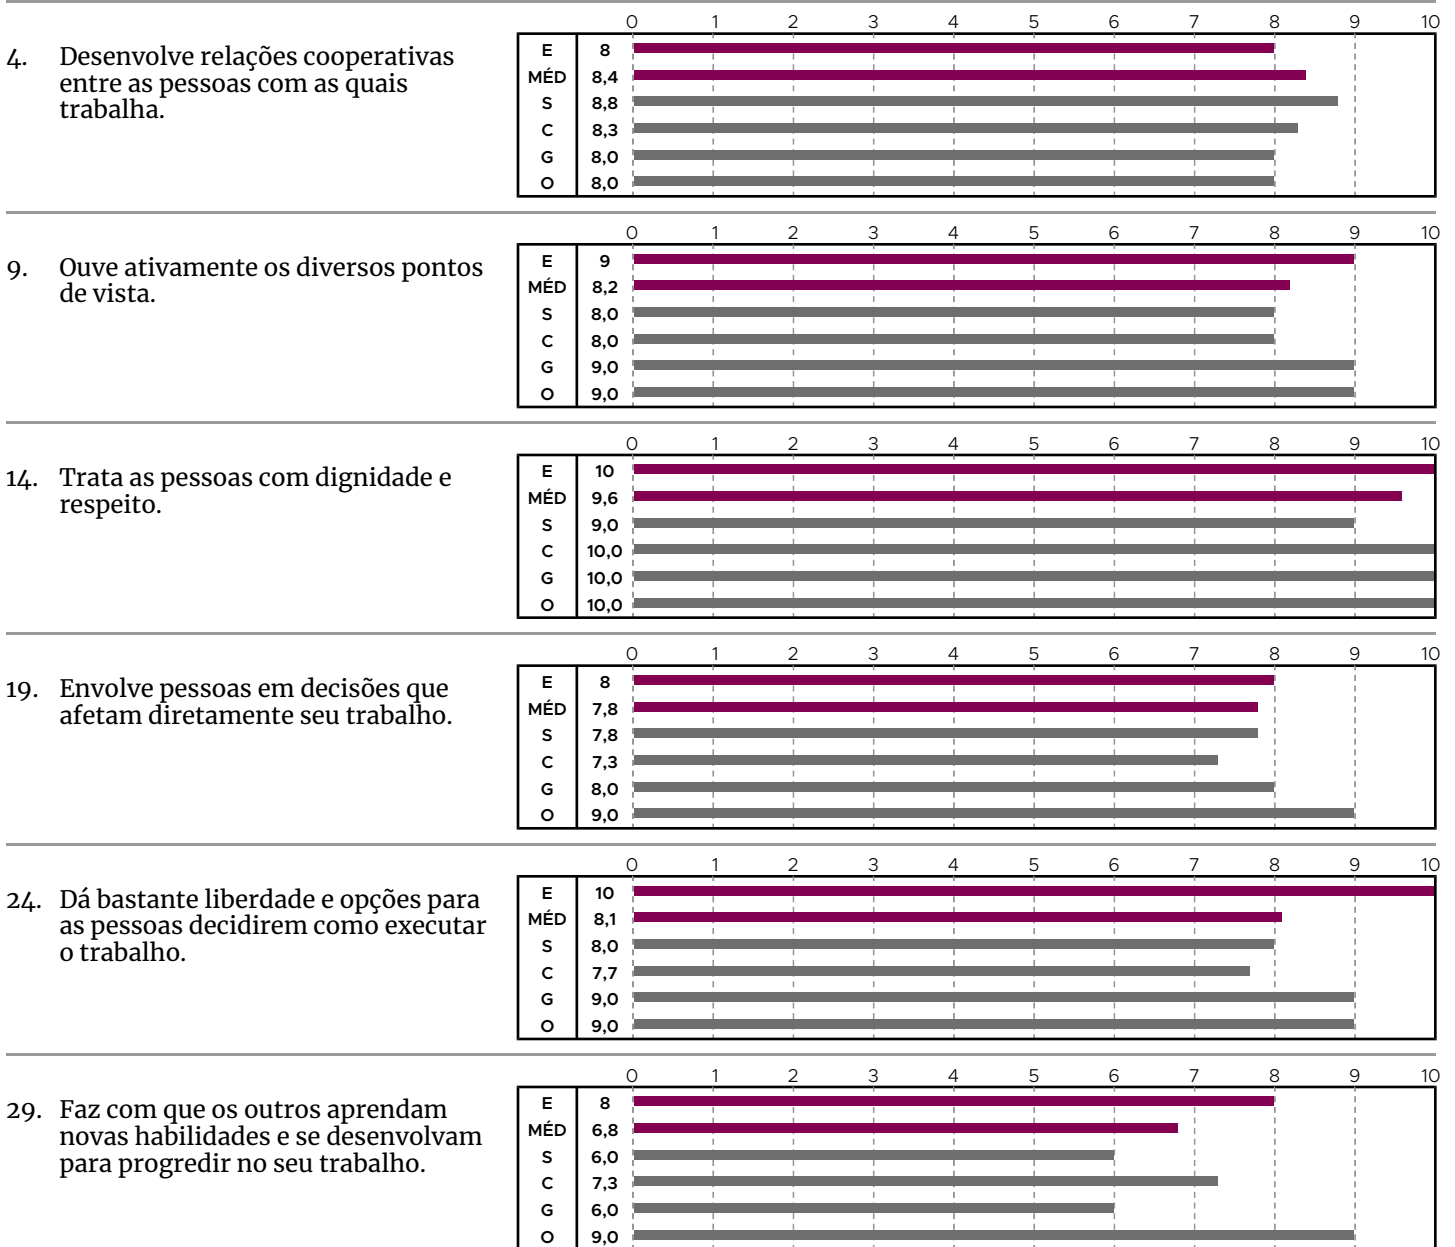 0 1 2 3 4 5 6 7 8 9 10
4. Desenvolve relações cooperativas
entre as pessoas com as quais
trabalha.
E 8
MÉD 8,4
S 8,8
C 8,3
G 8,0
O 8,0
0 1 2 3 4 5 6 7 8 9 10
9. Ouve ativamente os diversos pontos
de vista.
E 9
MÉD 8,2
S 8,0
C 8,0
G 9,0
O 9,0
0 1 2 3 4 5 6 7 8 9 10
14. Trata as pessoas com dignidade e
respeito.
E 10
MÉD 9,6
S 9,0
C 10,0
G 10,0
O 10,0
0 1 2 3 4 5 6 7 8 9 10
19. Envolve pessoas em decisões que
afetam diretamente seu trabalho.
E 8
MÉD 7,8
S 7,8
C 7,3
G 8,0
O 9,0
0 1 2 3 4 5 6 7 8 9 10
24. Dá bastante liberdade e opções para
as pessoas decidirem como executar
o trabalho.
E 10
MÉD 8,1
S 8,0
C 7,7
G 9,0
O 9,0
0 1 2 3 4 5 6 7 8 9 10
29. Faz com que os outros aprendam
novas habilidades e se desenvolvam
para progredir no seu trabalho.
E 8
MÉD 6,8
S 6,0
C 7,3
G 6,0
O 9,0